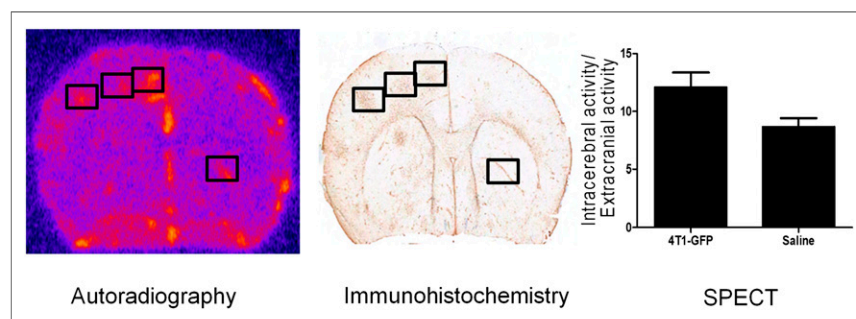 Intracerebral activity/
Extracranial activity
15
10
5
0
4T1-GFP Saline
Autoradiography Immunohistochemistry SPECT